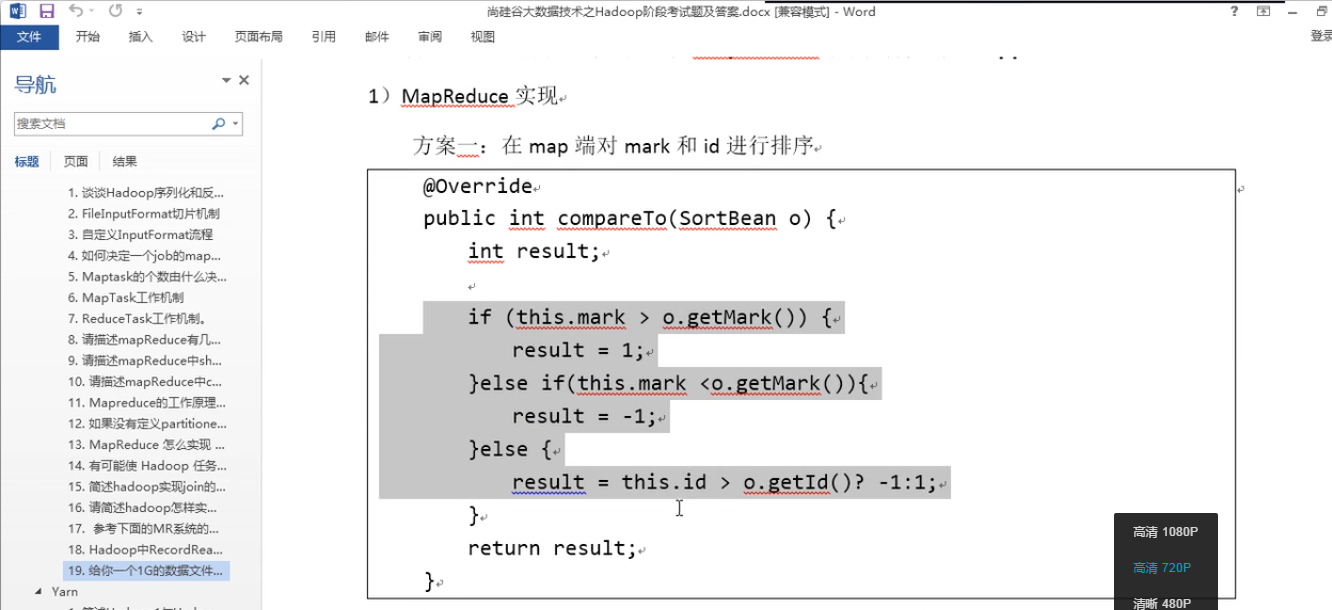 尚硅谷大数据技术之Hadoop阶段考试题及答案.docx [兼容模式] - Word
?
文件 开始 插入 设计 页面布局 引用 邮件 审阅 视图
登录
导航
搜索文档
标题 页面 结果
1. 谈谈Hadoop序列化和反...
2. FileInputFormat切片机制
3. 自定义InputFormat流程
4. 如何决定一个job的map...
5. Maptask的个数由什么决...
6. MapTask工作机制
7. ReduceTask工作机制。
8. 请描述mapReduce有几...
9. 请描述mapReduce中sh...
10. 请描述mapReduce中c...
11. Mapreduce的工作原理...
12. 如果没有定义partitione...
13. MapReduce 怎么实现 ...
14. 有可能使 Hadoop 任务...
15. 简述hadoop实现join的...
16. 请简述hadoop怎样实...
17. 参考下面的MR系统的...
18. Hadoop中RecordRea...
19. 给你一个1G的数据文件...
Yarn
1）MapReduce 实现
方案一：在 map 端对 mark 和 id 进行排序
@Override
public int compareTo(SortBean o) {
int result;
if (this.mark > o.getMark()) {
result = 1;
}else if(this.mark <o.getMark()){
result = -1;
}else {
result = this.id > o.getId()? -1:1;
}
return result;
}
高清 1080P
高清 720P
清晰 480P